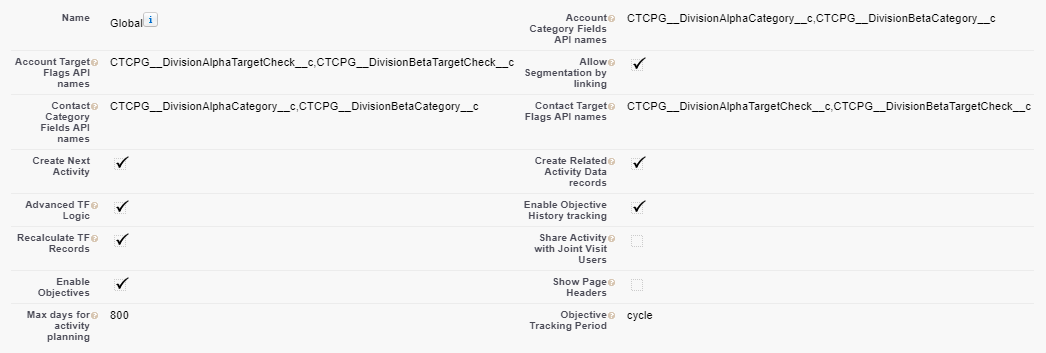 Name
Global
Account
Category Fields
API names
CTCPG__DivisionAlphaCategory__c,CTCPG__DivisionBetaCategory__c
Account Target
Flags API
names
CTCPG__DivisionAlphaTargetCheck__c,CTCPG__DivisionBetaTargetCheck__c
Allow
Segmentation by
linking
Contact
Category
Fields API
names
CTCPG__DivisionAlphaCategory__c,CTCPG__DivisionBetaCategory__c
Contact Target
Flags API names
CTCPG__DivisionAlphaTargetCheck__c,CTCPG__DivisionBetaTargetCheck__c
Create Next
Activity
Create Related
Activity Data
records
Advanced TF
Logic
Enable Objective
History tracking
Recalculate TF
Records
Share Activity
with Joint Visit
Users
Enable
Objectives
Show Page
Headers
Max days for
activity
planning
800
Objective
Tracking Period
cycle